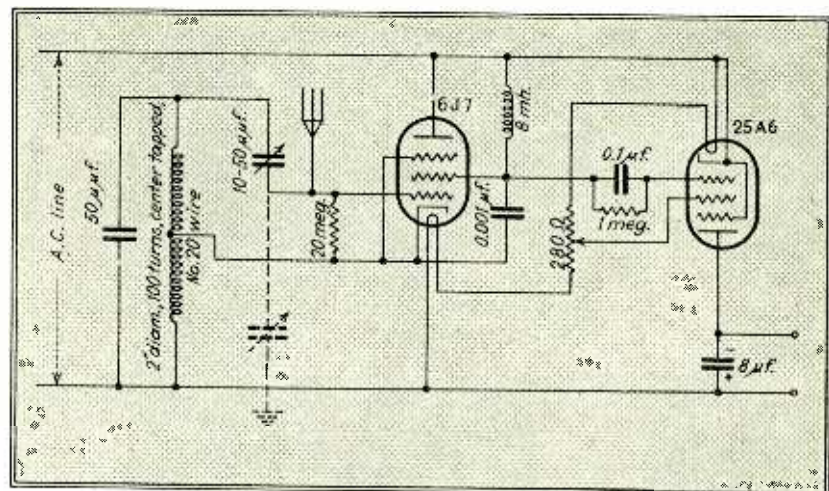 A.C. line
50 μμf.
2" diam., 100 turns, center tapped,
No. 20 wire
10-50 μμf.
20 meg.
6J7
8 mh.
0.001 μf.
280 Ω
0.1 μf.
1 meg.
25A6
8 μf.